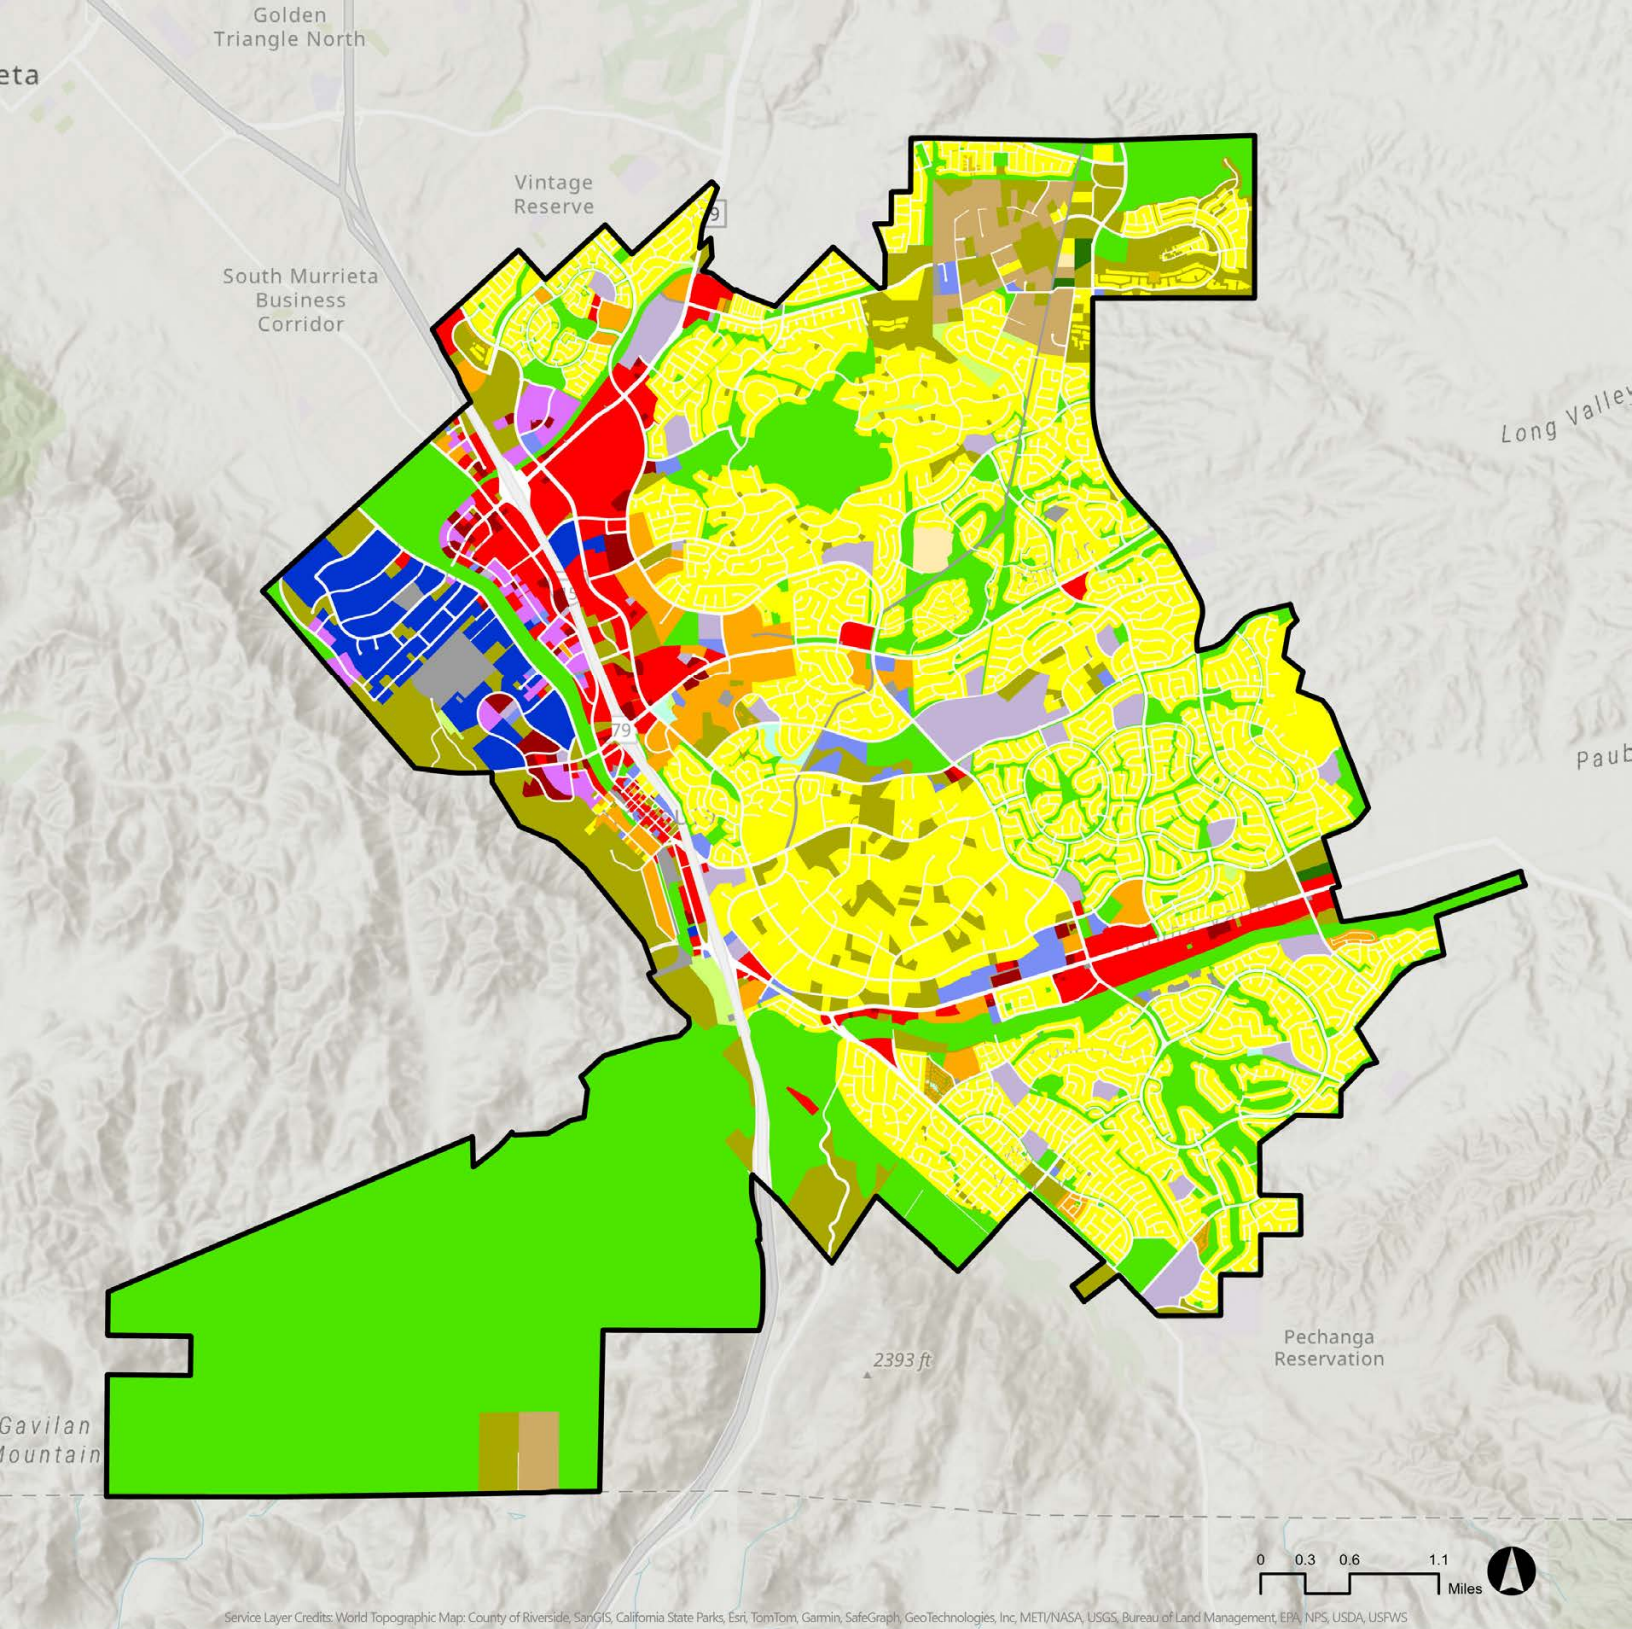 Golden
Triangle North
eta
Vintage
Reserve
9
South Murrieta
Business
Corridor
Long Valley
15
79
Paub
Pechanga
Reservation
2393 ft
Gavilan
Mountain
0 0.3 0.6 1.1
Miles
Service Layer Credits: World Topographic Map: County of Riverside, SanGIS, California State Parks, Esri, TomTom, Garmin, SafeGraph, GeoTechnologies, Inc, METI/NASA, USGS, Bureau of Land Management, EPA, NPS, USDA, USFWS